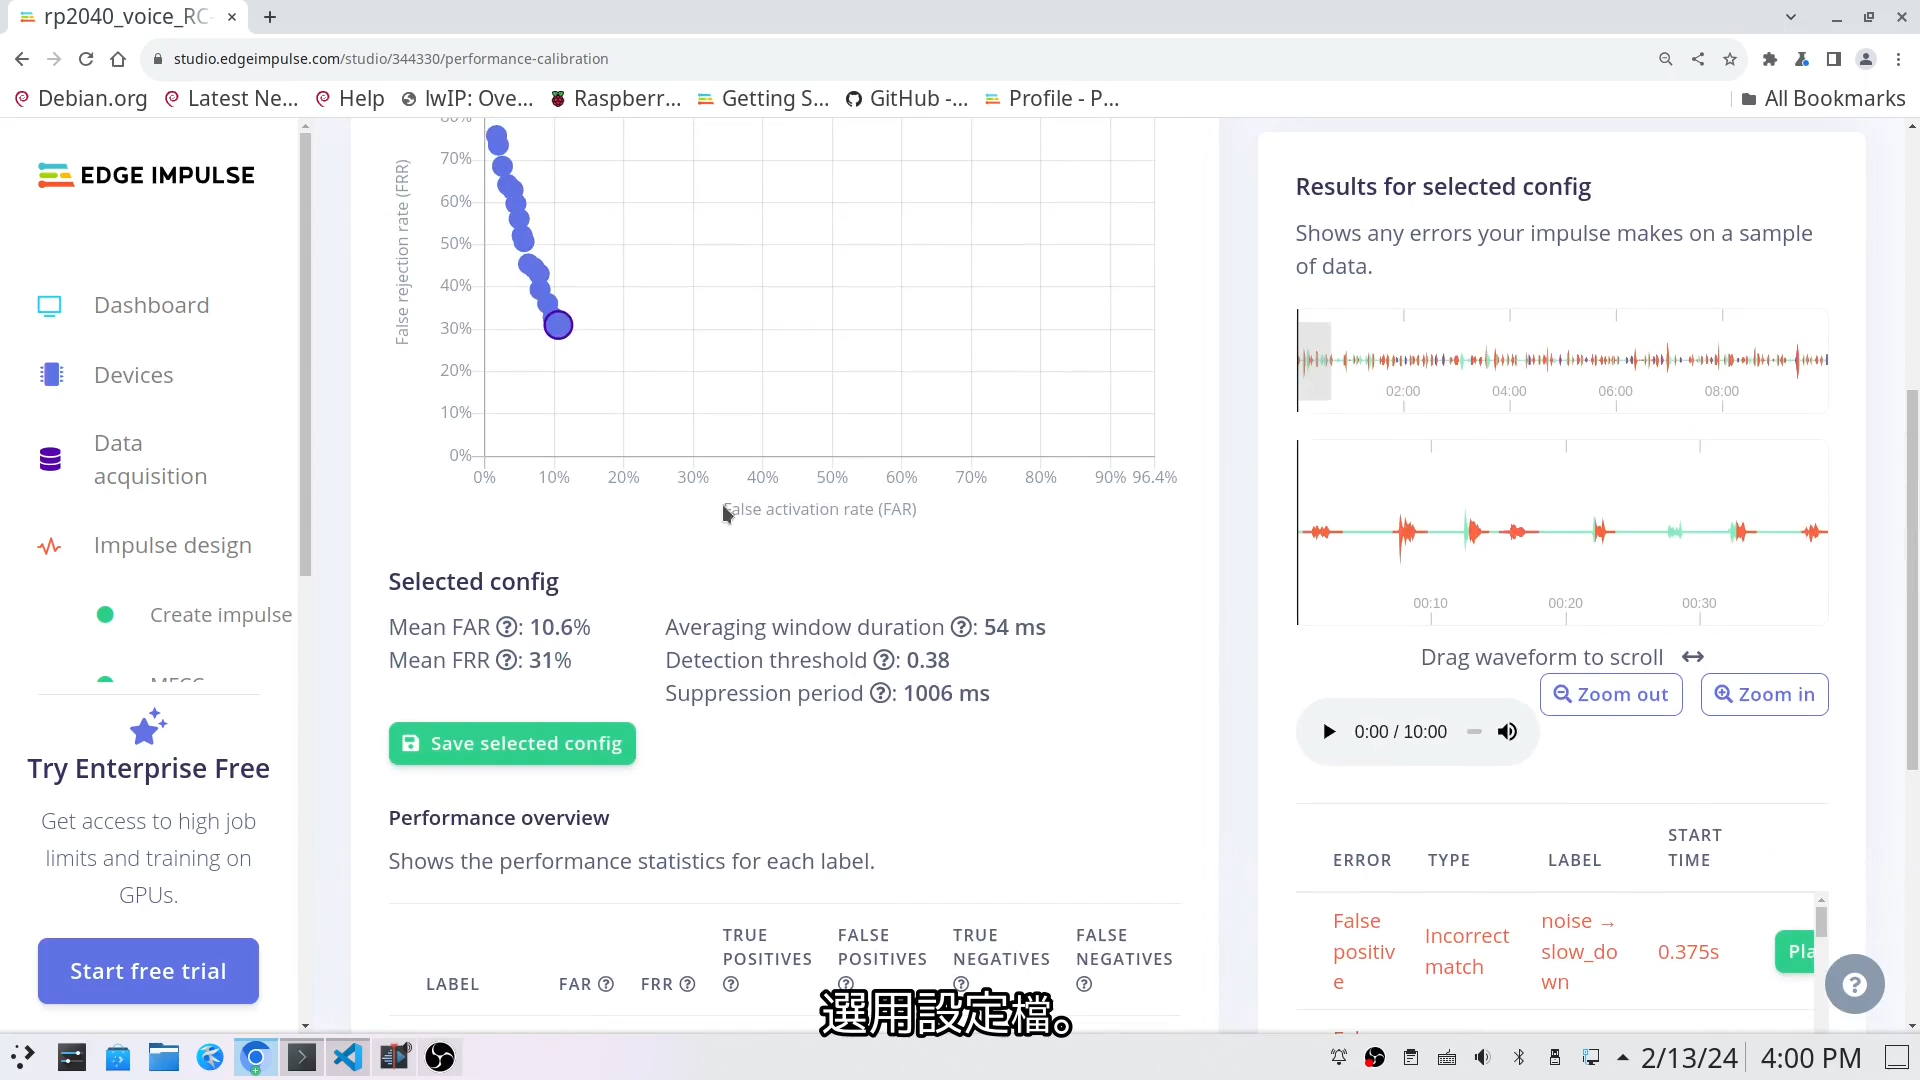 rp2040_voice_RC-
studio.edgeimpulse.com/studio/344330/performance-calibration
Debian.org
Latest Ne...
Help
lwIP: Ove...
Raspberr...
Getting S...
GitHub -...
Profile - P...
All Bookmarks
EDGE IMPULSE
Dashboard
Devices
Data
acquisition
Impulse design
Create impulse
MFCC
Try Enterprise Free
Get access to high job
limits and training on
GPUs.
Start free trial
80%
70%
60%
50%
40%
30%
20%
10%
0%
False rejection rate (FRR)
0% 10% 20% 30% 40% 50% 60% 70% 80% 90% 96.4%
False activation rate (FAR)
Selected config
Mean FAR ?: 10.6%
Mean FRR ?: 31%
Averaging window duration ?: 54 ms
Detection threshold ?: 0.38
Suppression period ?: 1006 ms
Save selected config
Performance overview
Shows the performance statistics for each label.
LABEL
FAR ?
FRR ?
TRUE
POSITIVES
?
FALSE
POSITIVES
?
TRUE
NEGATIVES
?
FALSE
NEGATIVES
?
Results for selected config
Shows any errors your impulse makes on a sample
of data.
02:00 04:00 06:00 08:00
00:10 00:20 00:30
Drag waveform to scroll
Zoom out
Zoom in
0:00 / 10:00
ERROR
TYPE
LABEL
START
TIME
False
positiv
e
Incorrect
match
noise →
slow_do
wn
0.375s
Pla
?
選用設定檔。
2/13/24
4:00 PM